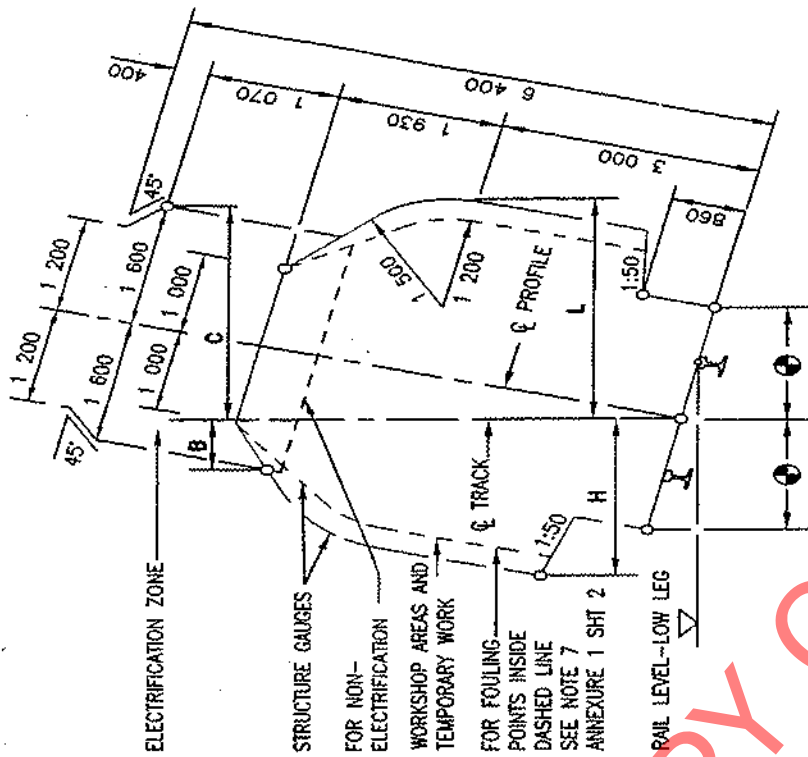 400
45°
1 200
1 200
1 600
1 600
1 000
1 000
45°
C
B
1 070
1 930
3 000
6 400
860
1 500
1 200
1:50
℄ PROFILE
L
ELECTRIFICATION ZONE
STRUCTURE GAUGES
FOR NON-
ELECTRIFICATION
WORKSHOP AREAS AND
TEMPORARY WORK
FOR FOULING
POINTS INSIDE
DASHED LINE
SEE NOTE 7
ANNEXURE 1 SHT 2
℄ TRACK
H
1:50
RAIL LEVEL-LOW LEG
PY C